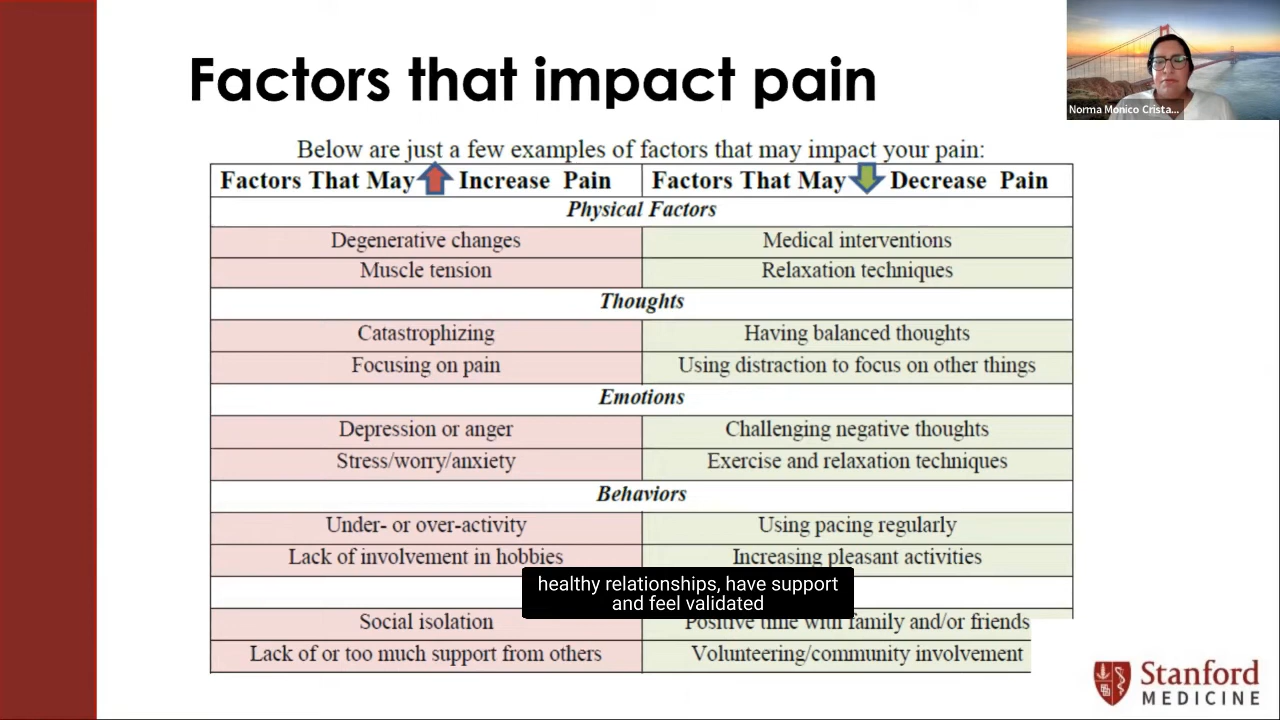 Factors that impact pain
Norma Monico Crista...
Below are just a few examples of factors that may impact your pain:
Factors That May Increase Pain Factors That May Decrease Pain
Physical Factors
Degenerative changes Medical interventions
Muscle tension Relaxation techniques
Thoughts
Catastrophizing Having balanced thoughts
Focusing on pain Using distraction to focus on other things
Emotions
Depression or anger Challenging negative thoughts
Stress/worry/anxiety Exercise and relaxation techniques
Behaviors
Under- or over-activity Using pacing regularly
Lack of involvement in hobbies Increasing pleasant activities
healthy relationships, have support
and feel validated
Social isolation Positive time with family and/or friends
Lack of or too much support from others Volunteering/community involvement
Stanford
MEDICINE